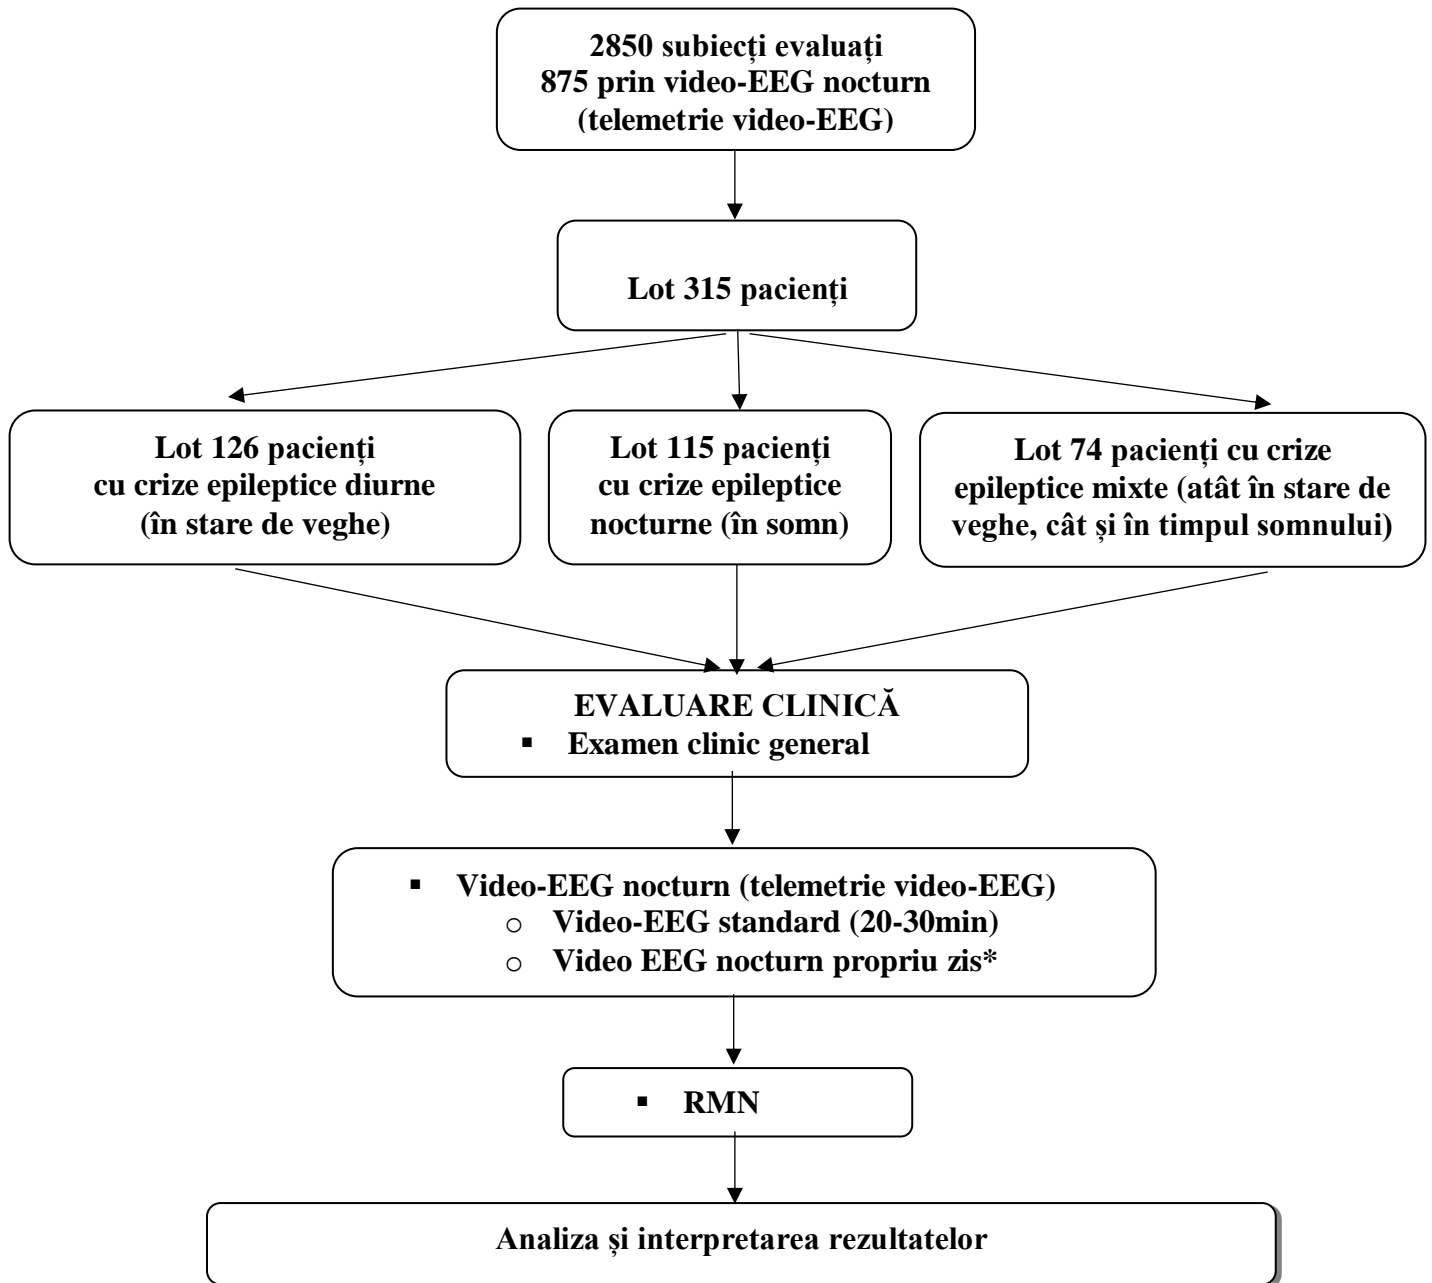 2850 subiecți evaluați
875 prin video-EEG nocturn
(telemetrie video-EEG)
Lot 315 pacienți
Lot 126 pacienți
cu crize epileptice diurne
(în stare de veghe)
Lot 115 pacienți
cu crize epileptice
nocturne (în somn)
Lot 74 pacienți cu crize
epileptice mixte (atât în stare de
veghe, cât și în timpul somnului)
EVALUARE CLINICĂ
▪ Examen clinic general
▪ Video-EEG nocturn (telemetrie video-EEG)
o Video-EEG standard (20-30min)
o Video EEG nocturn propriu zis*
▪ RMN
Analiza și interpretarea rezultatelor